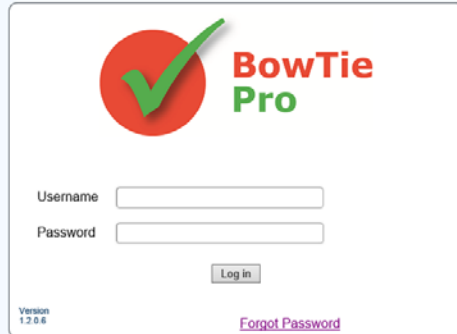 BowTie
Pro
Username
Password
Log in
Version
1.2.0.6
Forgot Password